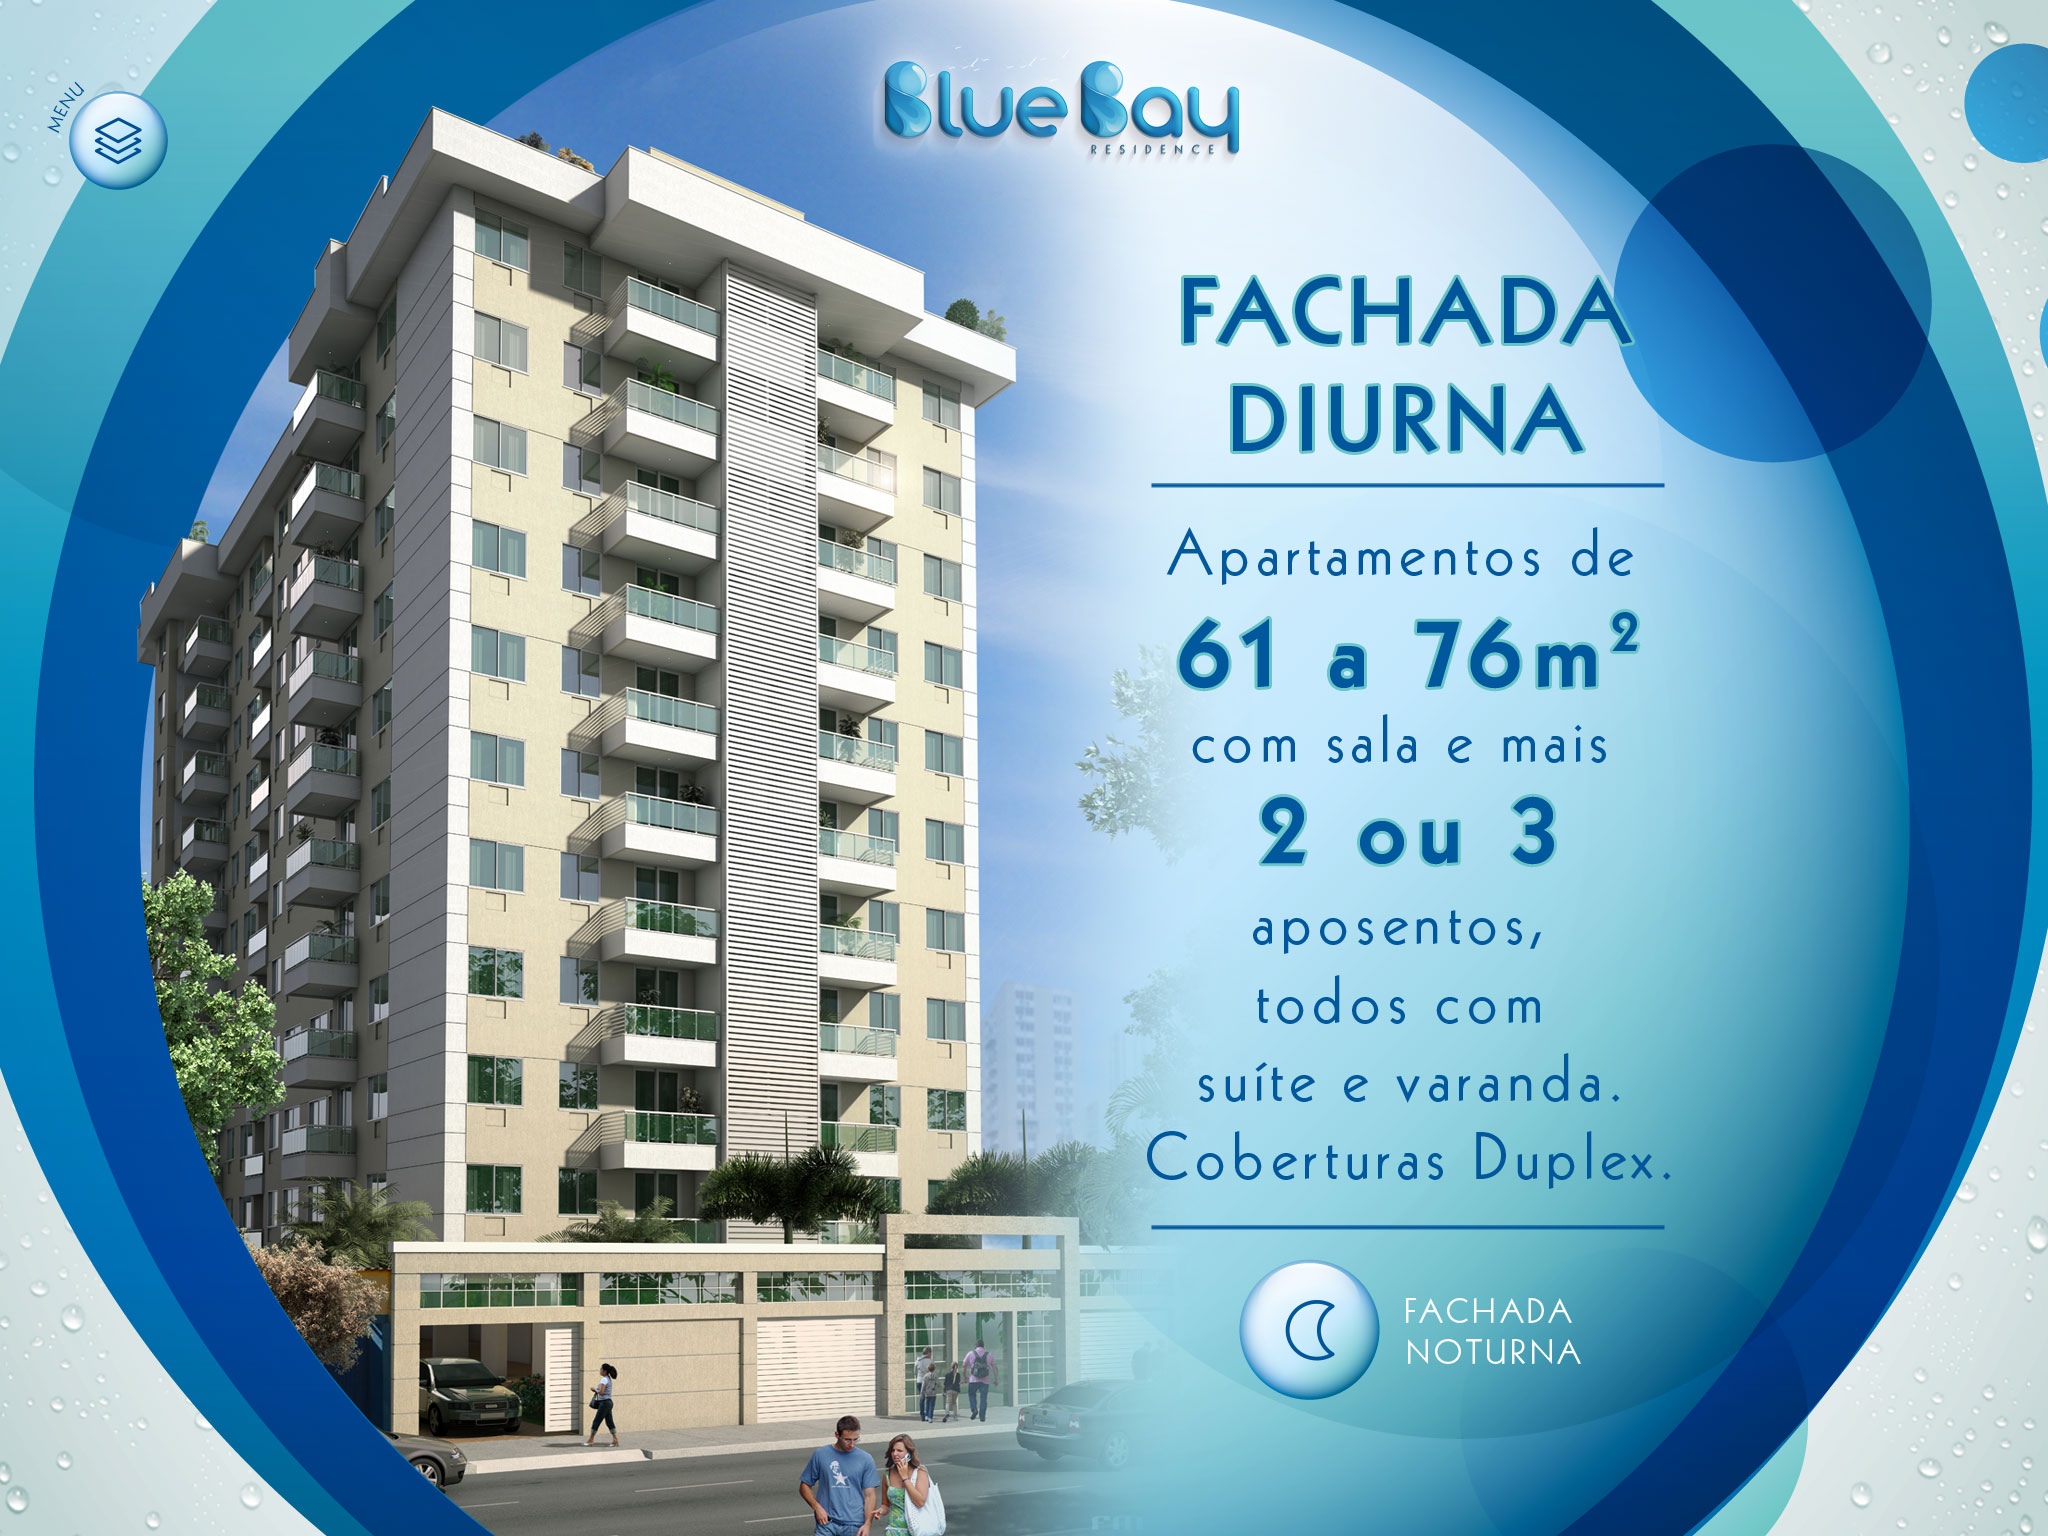 MENU
Blue Bay
RESIDENCE
FACHADA
DIURNA
Apartamentos de
61 a 76m²
com sala e mais
2 ou 3
aposentos,
todos com
suíte e varanda.
Coberturas Duplex.
FACHADA
NOTURNA